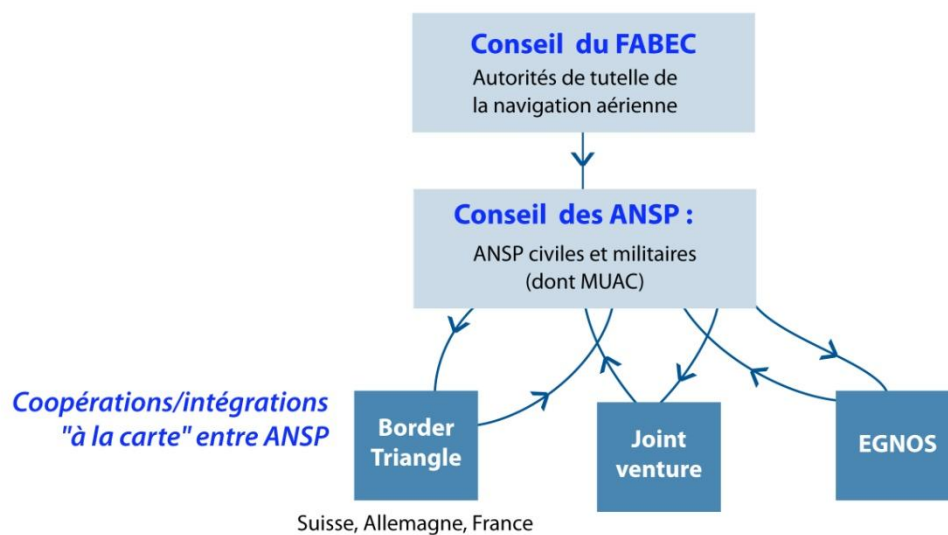 Conseil du FABEC
Autorités de tutelle de
la navigation aérienne
Conseil des ANSP :
ANSP civiles et militaires
(dont MUAC)
Coopérations/intégrations
"à la carte" entre ANSP
Border
Triangle
Joint
venture
EGNOS
Suisse, Allemagne, France